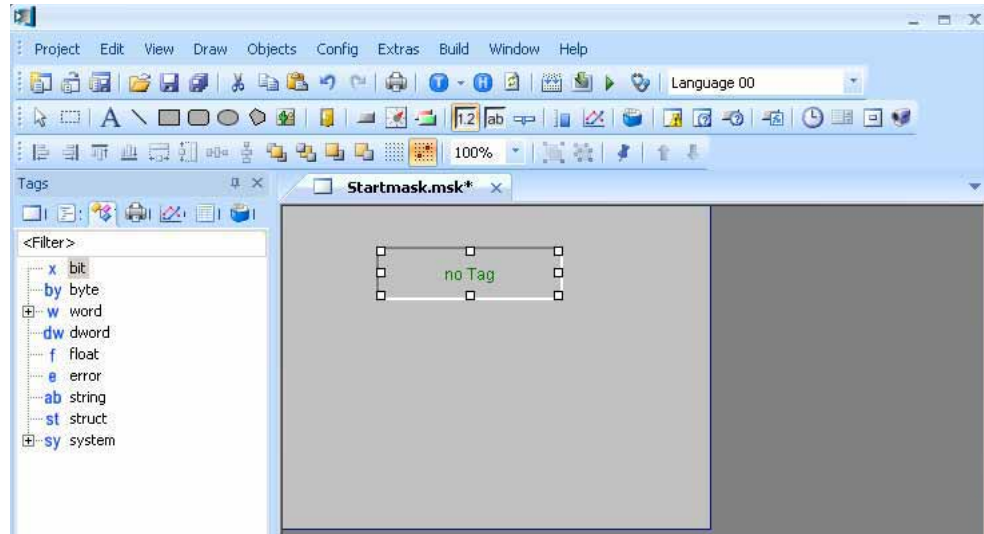 Project Edit View Draw Objects Config Extras Build Window Help
Language 00
A 1.2 ab
100%
Tags
Startmask.msk*
<Filter>
x bit
by byte
w word
dw dword
f float
e error
ab string
st struct
sy system
no Tag